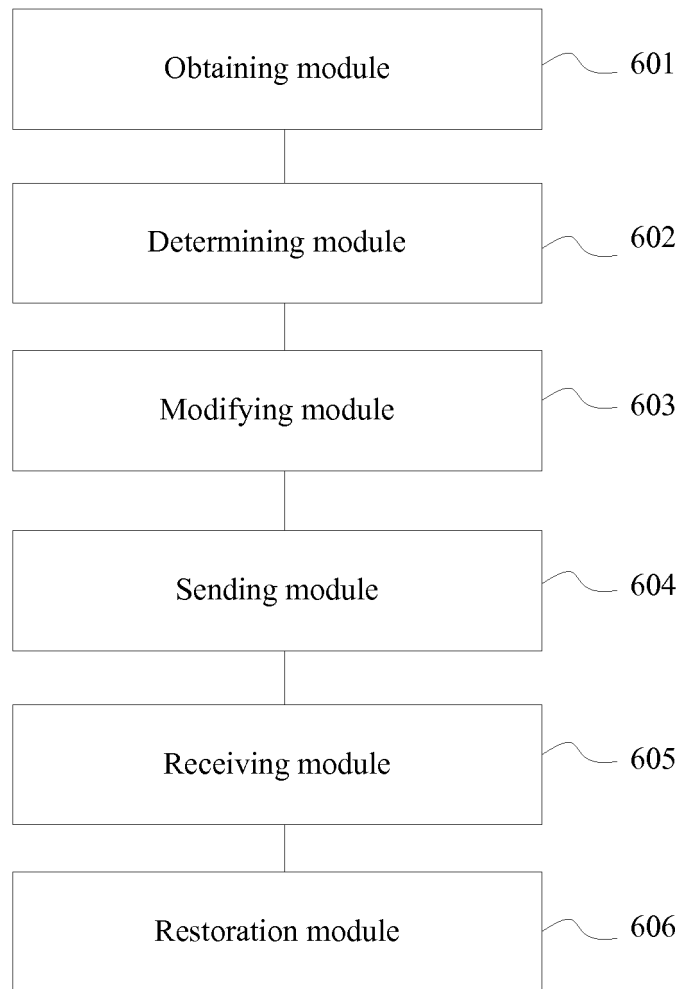 Obtaining module 601
Determining module 602
Modifying module 603
Sending module 604
Receiving module 605
Restoration module 606